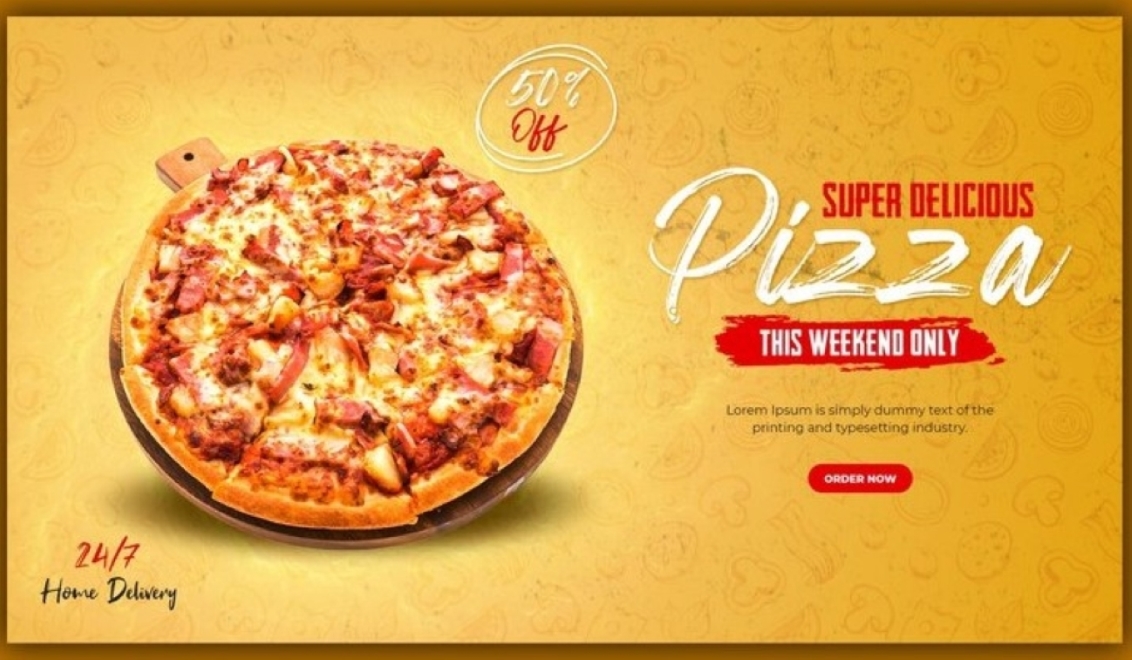 50%
Off
SUPER DELICIOUS
Pizza
THIS WEEKEND ONLY
Lorem Ipsum is simply dummy text of the
printing and typesetting industry.
ORDER NOW
24/7
Home Delivery